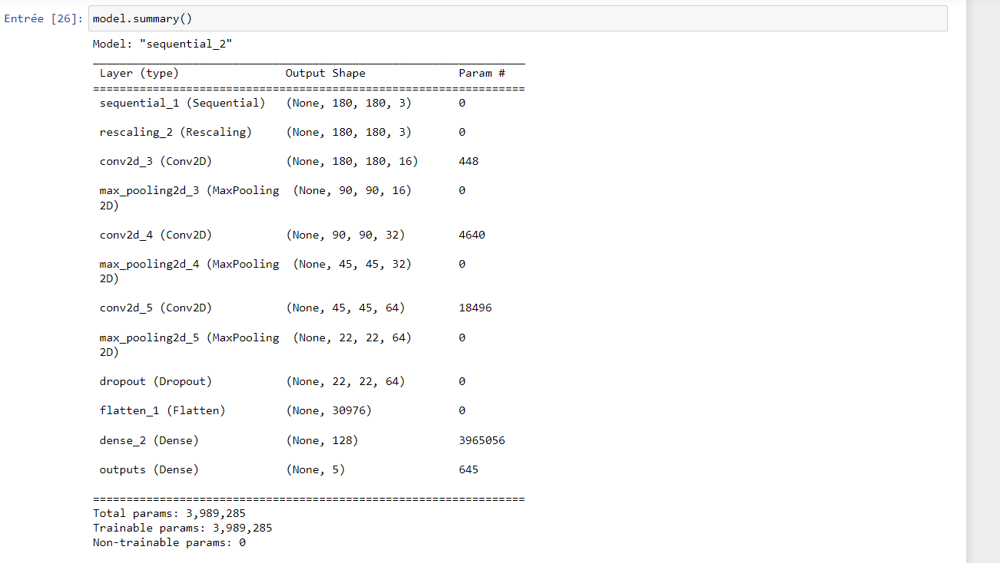 Entrée [26]: model.summary()
Model: "sequential_2"
_________________________________________________________________
Layer (type) Output Shape Param #
=================================================================
sequential_1 (Sequential) (None, 180, 180, 3) 0
rescaling_2 (Rescaling) (None, 180, 180, 3) 0
conv2d_3 (Conv2D) (None, 180, 180, 16) 448
max_pooling2d_3 (MaxPooling (None, 90, 90, 16) 0
2D)
conv2d_4 (Conv2D) (None, 90, 90, 32) 4640
max_pooling2d_4 (MaxPooling (None, 45, 45, 32) 0
2D)
conv2d_5 (Conv2D) (None, 45, 45, 64) 18496
max_pooling2d_5 (MaxPooling (None, 22, 22, 64) 0
2D)
dropout (Dropout) (None, 22, 22, 64) 0
flatten_1 (Flatten) (None, 30976) 0
dense_2 (Dense) (None, 128) 3965056
outputs (Dense) (None, 5) 645
=================================================================
Total params: 3,989,285
Trainable params: 3,989,285
Non-trainable params: 0